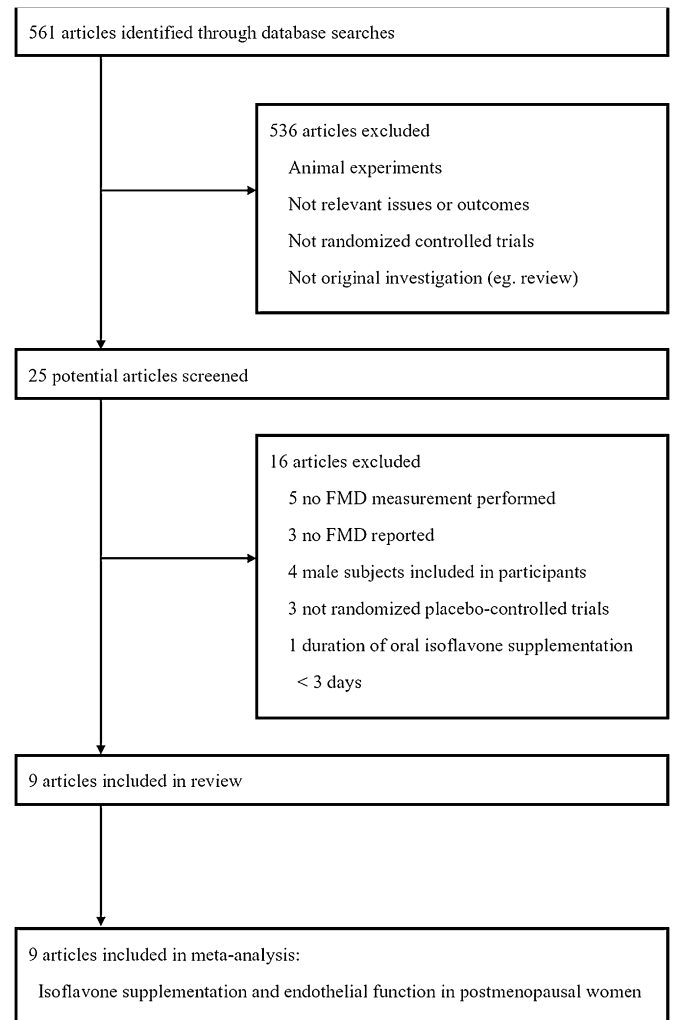 561 articles identified through database searches
536 articles excluded
Animal experiments
Not relevant issues or outcomes
Not randomized controlled trials
Not original investigation (eg. review)
25 potential articles screened
16 articles excluded
5 no FMD measurement performed
3 no FMD reported
4 male subjects included in participants
3 not randomized placebo-controlled trials
1 duration of oral isoflavone supplementation
< 3 days
9 articles included in review
9 articles included in meta-analysis:
Isoflavone supplementation and endothelial function in postmenopausal women